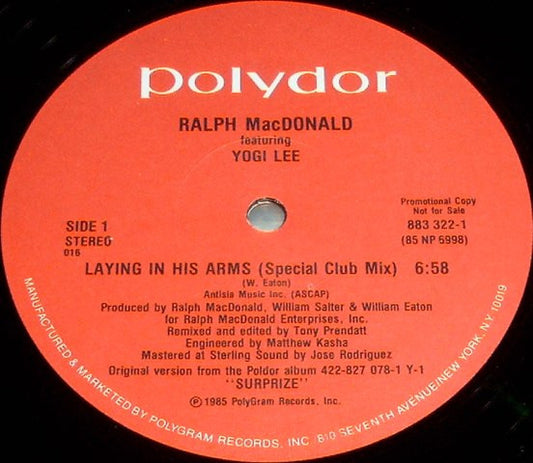 polydor
RALPH MacDONALD
featuring
YOGI LEE
Promotional Copy
Not for Sale
SIDE 1
883 322-1
STEREO
(85 NP 5998)
016
LAYING IN HIS ARMS (Special Club Mix) 6:58
(W. Eaton)
Antisia Music Inc. (ASCAP)
Produced by Ralph MacDonald, William Salter & William Eaton
for Ralph MacDonald Enterprises, Inc.
Remixed and edited by Tony Prendatt
Engineered by Matthew Kasha
Mastered at Sterling Sound by Jose Rodriguez
Original version from the Poldor album 422-827 078-1 Y-1
"SURPRIZE"
Ⓟ 1985 PolyGram Records, Inc.
MANUFACTURED & MARKETED BY POLYGRAM RECORDS, INC 810 SEVENTH AVENUE/NEW YORK, NY 10019